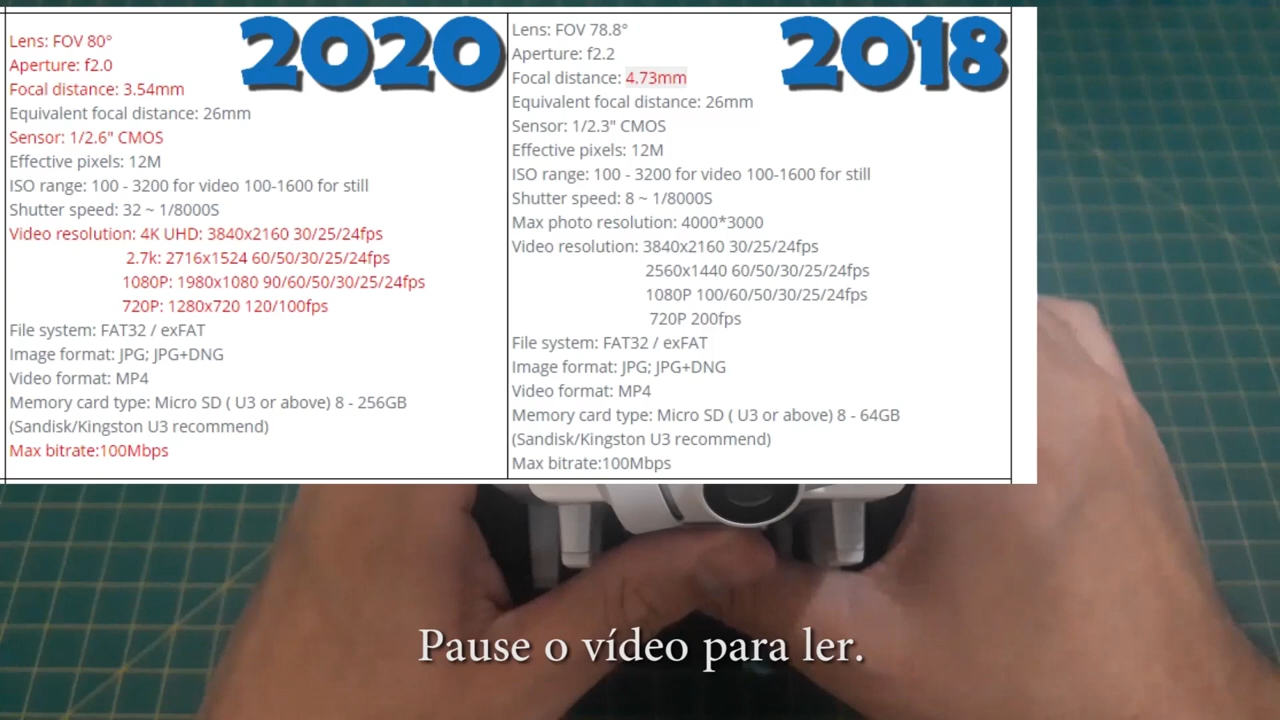 2020
Lens: FOV 80°
Aperture: f2.0
Focal distance: 3.54mm
Equivalent focal distance: 26mm
Sensor: 1/2.6" CMOS
Effective pixels: 12M
ISO range: 100 - 3200 for video 100-1600 for still
Shutter speed: 32 ~ 1/8000S
Video resolution: 4K UHD: 3840x2160 30/25/24fps
2.7k: 2716x1524 60/50/30/25/24fps
1080P: 1980x1080 90/60/50/30/25/24fps
720P: 1280x720 120/100fps
File system: FAT32 / exFAT
Image format: JPG; JPG+DNG
Video format: MP4
Memory card type: Micro SD ( U3 or above) 8 - 256GB
(Sandisk/Kingston U3 recommend)
Max bitrate:100Mbps
2018
Lens: FOV 78.8°
Aperture: f2.2
Focal distance: 4.73mm
Equivalent focal distance: 26mm
Sensor: 1/2.3" CMOS
Effective pixels: 12M
ISO range: 100 - 3200 for video 100-1600 for still
Shutter speed: 8 ~ 1/8000S
Max photo resolution: 4000*3000
Video resolution: 3840x2160 30/25/24fps
2560x1440 60/50/30/25/24fps
1080P 100/60/50/30/25/24fps
720P 200fps
File system: FAT32 / exFAT
Image format: JPG; JPG+DNG
Video format: MP4
Memory card type: Micro SD ( U3 or above) 8 - 64GB
(Sandisk/Kingston U3 recommend)
Max bitrate:100Mbps
Pause o vídeo para ler.